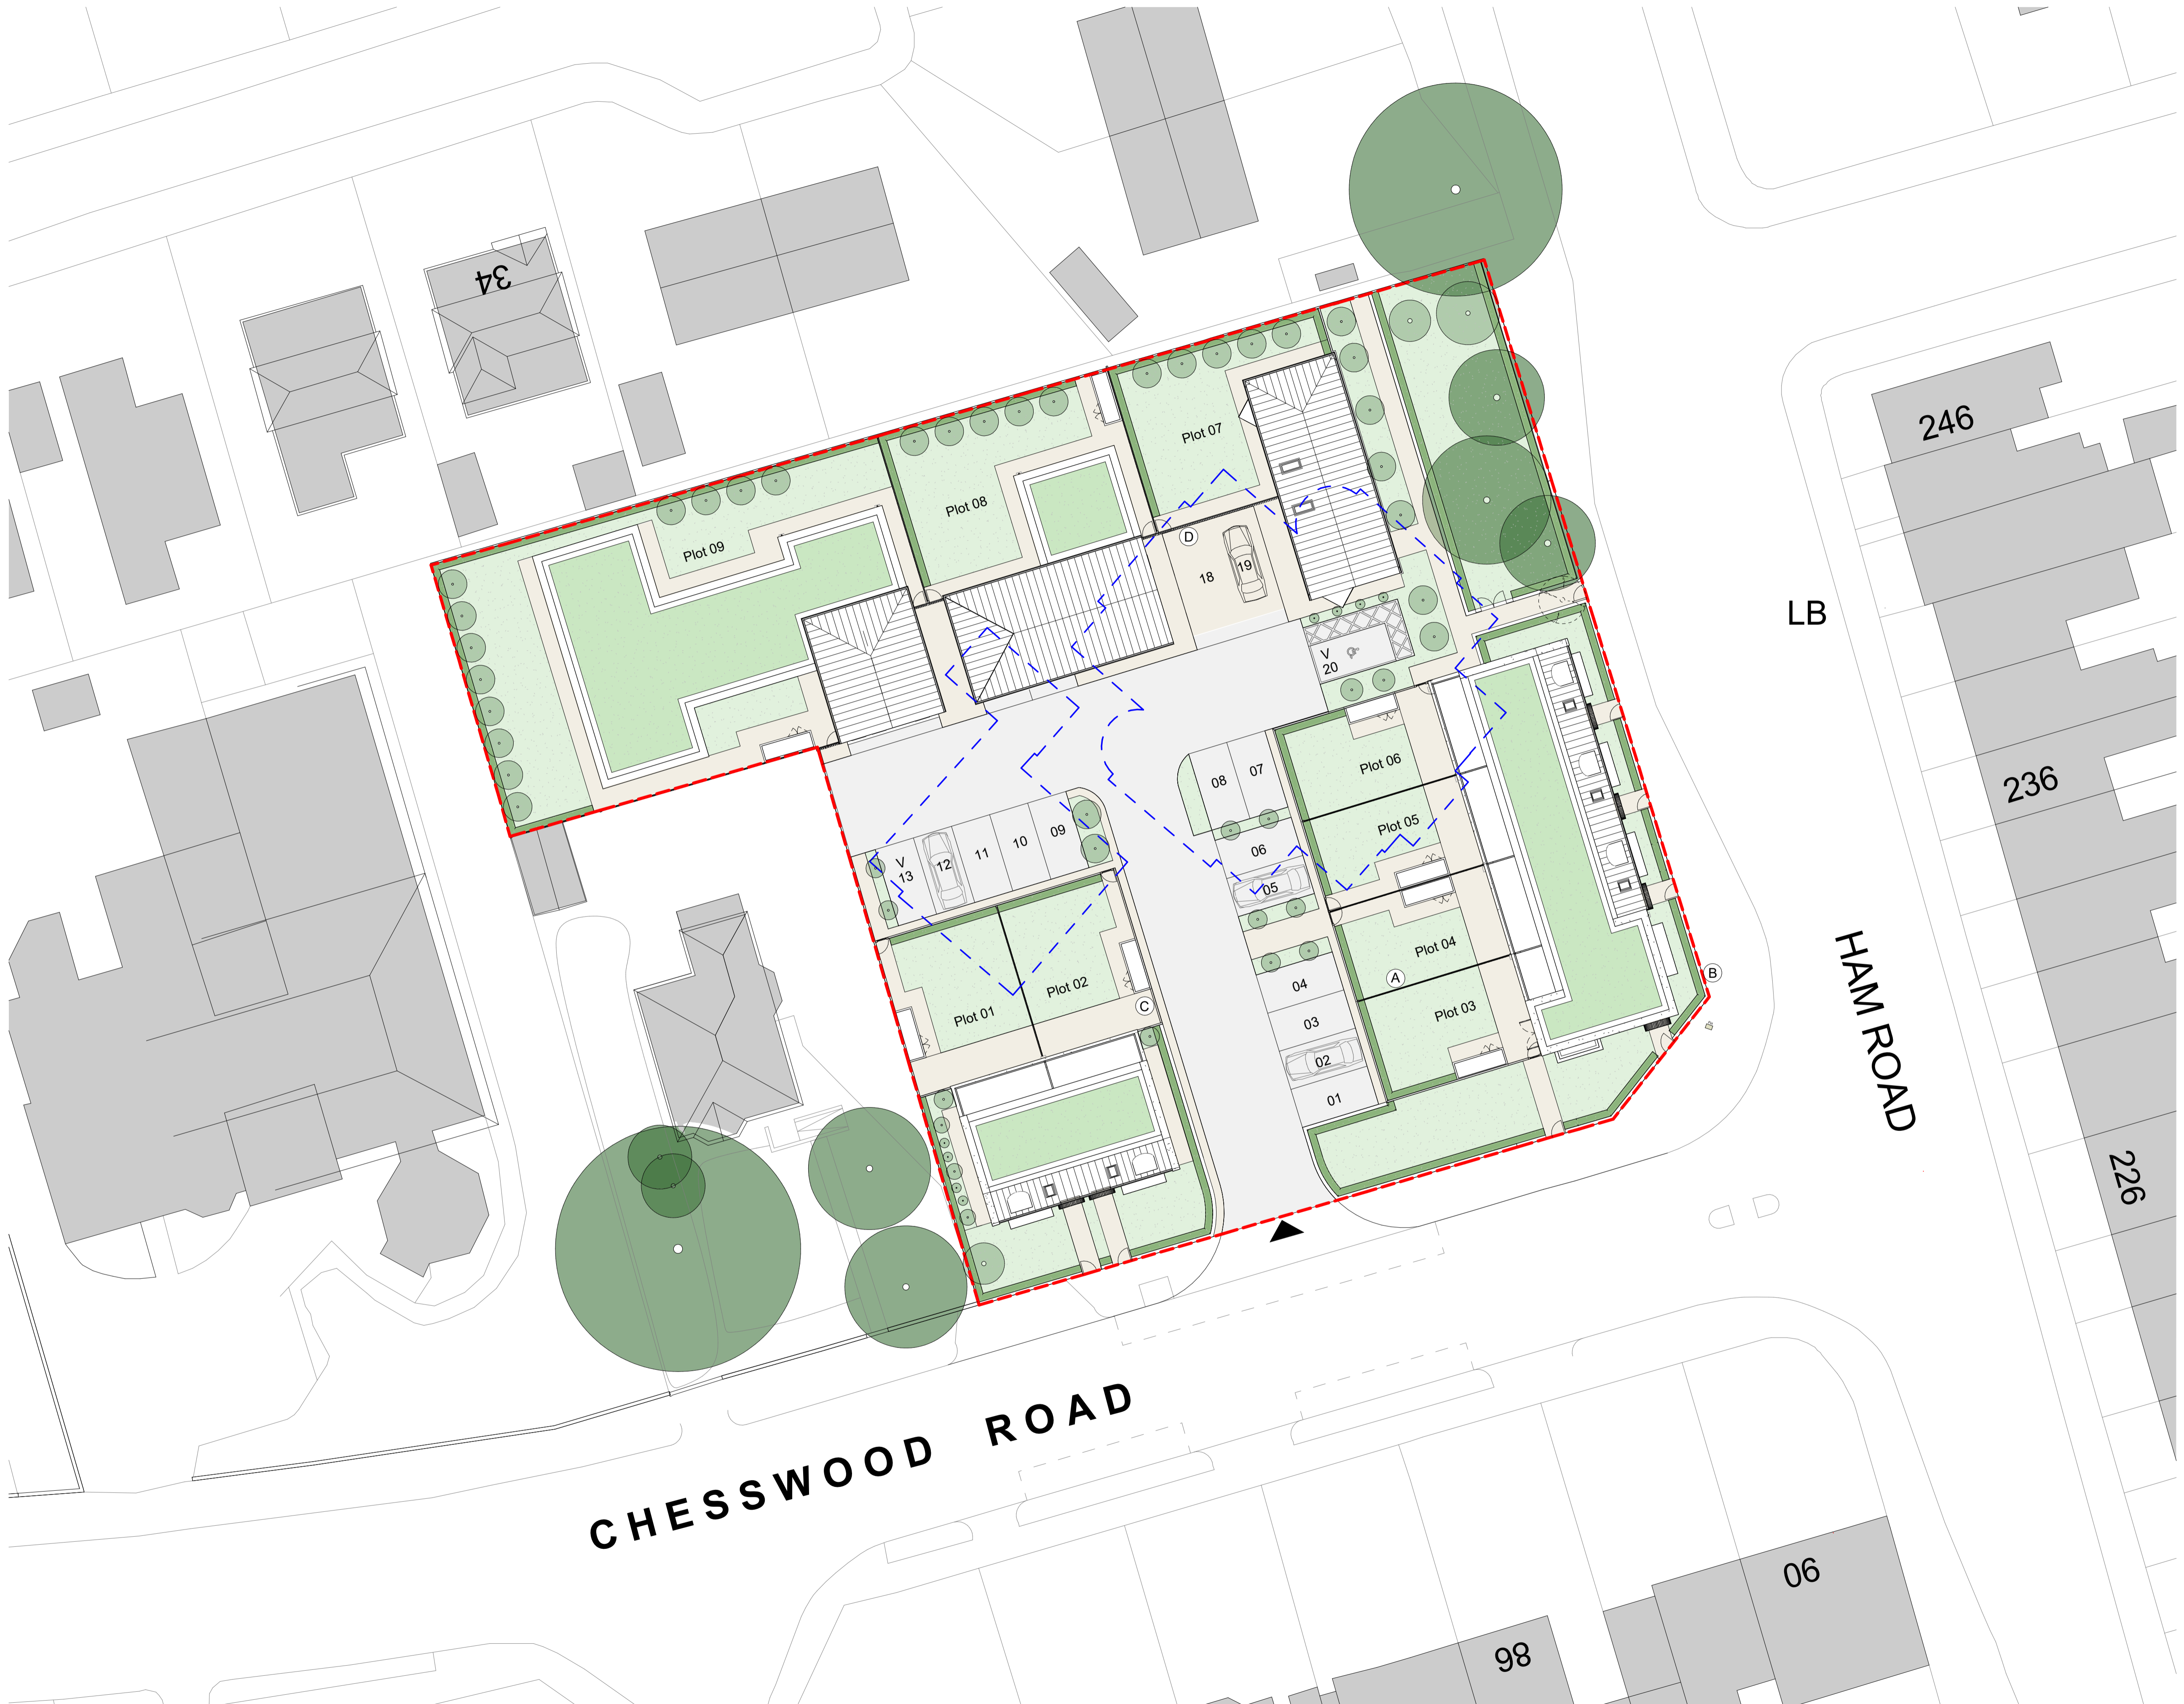 34
246
Plot 07
Plot 08
D
Plot 09
18
19
LB
V
20
Plot 06
08
07
236
Plot 05
09
10
11
12
V
13
06
05
Plot 04
A
B
04
Plot 02
Plot 01
C
Plot 03
03
02
01
HAM ROAD
226
CHESSWOOD ROAD
90
98